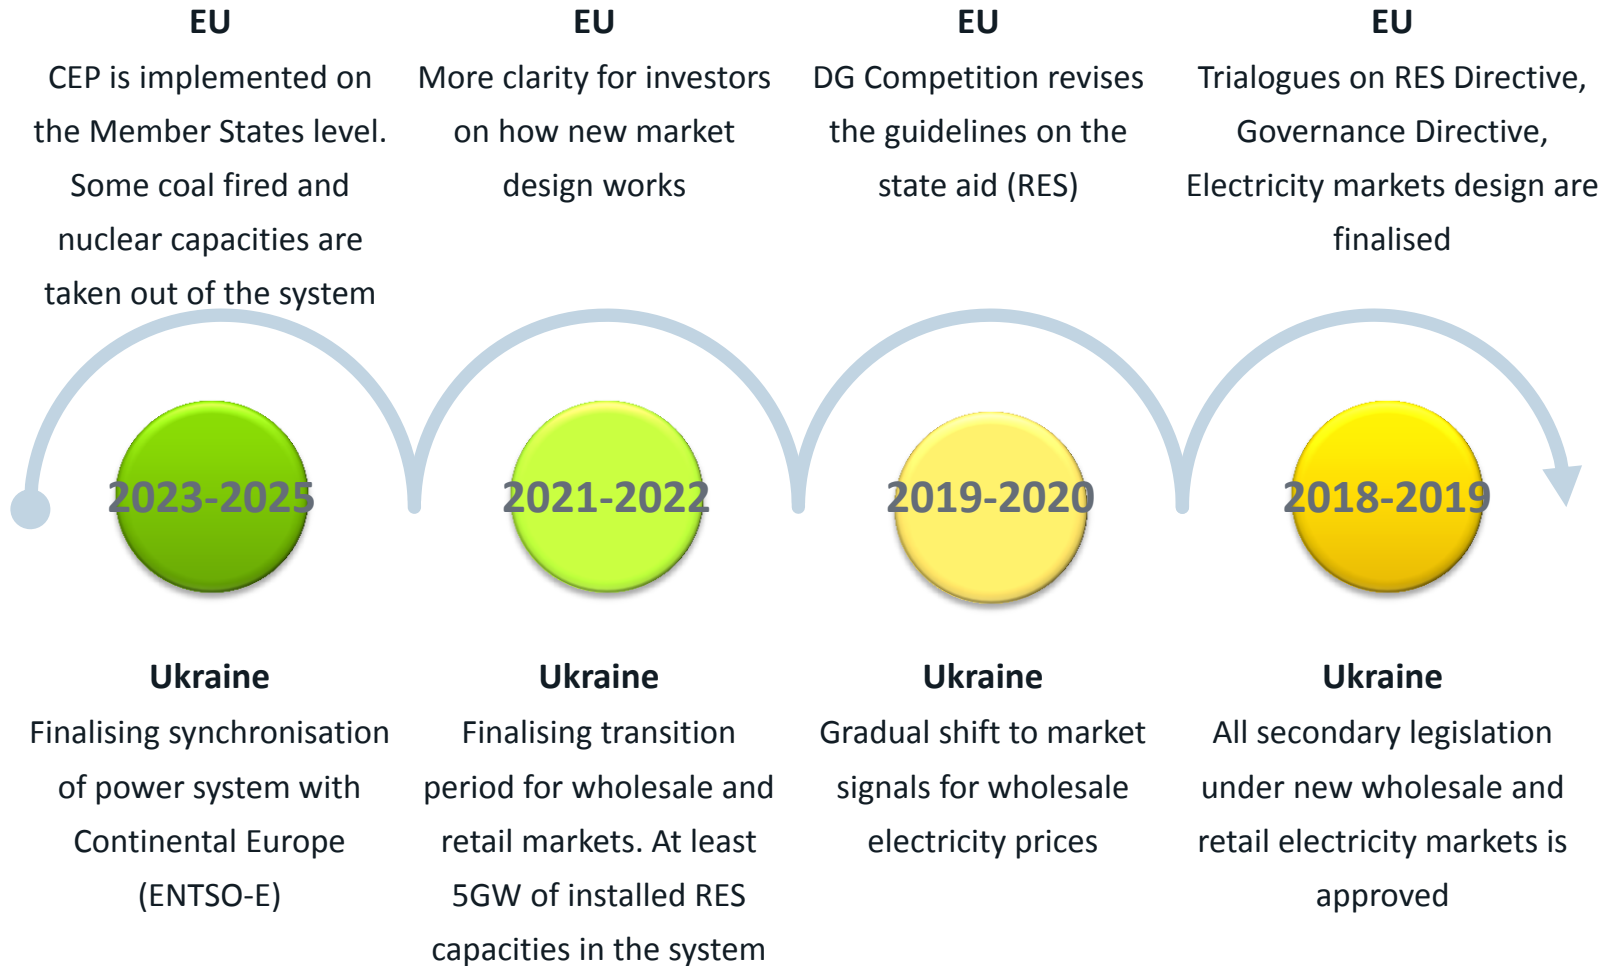 EU
CEP is implemented on
the Member States level.
Some coal fired and
nuclear capacities are
taken out of the system
EU
More clarity for investors
on how new market
design works
EU
DG Competition revises
the guidelines on the
state aid (RES)
EU
Trialogues on RES Directive,
Governance Directive,
Electricity markets design are
finalised
2023-2025
2021-2022
2019-2020
2018-2019
Ukraine
Finalising synchronisation
of power system with
Continental Europe
(ENTSO-E)
Ukraine
Finalising transition
period for wholesale and
retail markets. At least
5GW of installed RES
capacities in the system
Ukraine
Gradual shift to market
signals for wholesale
electricity prices
Ukraine
All secondary legislation
under new wholesale and
retail electricity markets is
approved